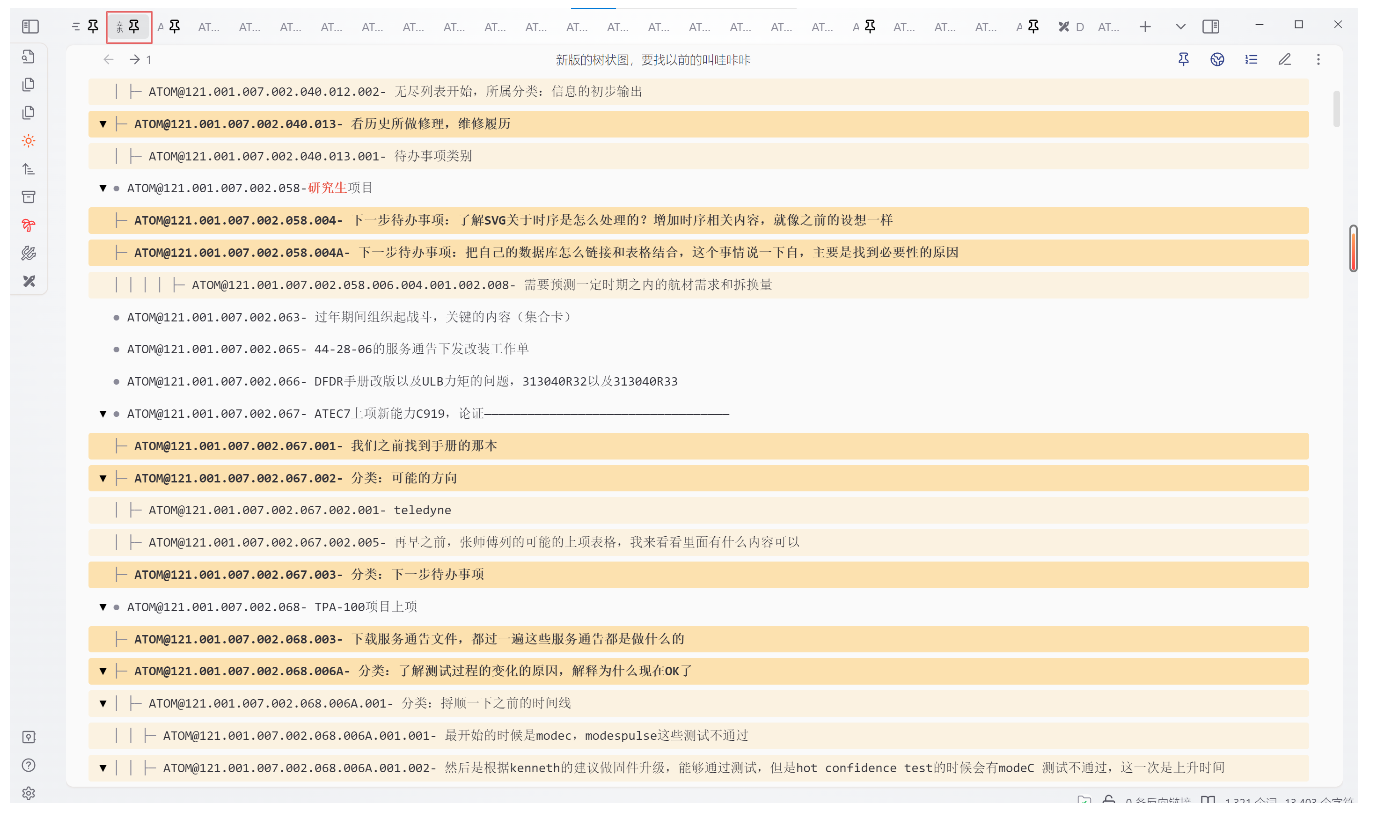 ATO... ATO... ATO... ATO... ATO... ATO... ATO... ATO... ATO... ATO... ATO... ATO... ATO... ATO... ATO... ATO... A ATO... ATO... ATO... A D AT...
1
新版的树状图, 要找以前的叫哇咔咔
│ ├─ ATOM@121.001.007.002.040.012.002- 无尽列表开始, 所属分类: 信息的初步输出
▼ ├─ ATOM@121.001.007.002.040.013- 看历史所做修理, 维修履历
│ ├─ ATOM@121.001.007.002.040.013.001- 待办事项类别
▼ ● ATOM@121.001.007.002.058-研究生项目
├─ ATOM@121.001.007.002.058.004- 下一步待办事项: 了解SVG关于时序是怎么处理的? 增加时序相关内容, 就像之前的设想一样
├─ ATOM@121.001.007.002.058.004A- 下一步待办事项: 把自己的数据库怎么链接和表格结合, 这个事情说一下自, 主要是找到必要性的原因
│ │ │ │ ├─ ATOM@121.001.007.002.058.006.004.001.002.008- 需要预测一定时期之内的航材需求和拆换量
● ATOM@121.001.007.002.063- 过年期间组织起战斗, 关键的内容 (集合卡)
● ATOM@121.001.007.002.065- 44-28-06的服务通告下发改装工作单
● ATOM@121.001.007.002.066- DFDR手册改版以及ULB力矩的问题, 313040R32以及313040R33
▼ ● ATOM@121.001.007.002.067- ATEC7上项新能力C919, 论证——————————————————
├─ ATOM@121.001.007.002.067.001- 我们之前找到手册的那本
▼ ├─ ATOM@121.001.007.002.067.002- 分类: 可能的方向
│ ├─ ATOM@121.001.007.002.067.002.001- teledyne
│ ├─ ATOM@121.001.007.002.067.002.005- 再早之前, 张师傅列的可能的上项表格, 我来看看里面有什么内容可以
├─ ATOM@121.001.007.002.067.003- 分类: 下一步待办事项
▼ ● ATOM@121.001.007.002.068- TPA-100项目上项
├─ ATOM@121.001.007.002.068.003- 下载服务通告文件, 都过一遍这些服务通告都是做什么的
▼ ├─ ATOM@121.001.007.002.068.006A- 分类: 了解测试过程的变化的原因, 解释为什么现在OK了
▼ │ ├─ ATOM@121.001.007.002.068.006A.001- 分类: 捋顺一下之前的时间线
│ │ ├─ ATOM@121.001.007.002.068.006A.001.001- 最开始的时候是modec, modespulse这些测试不通过
▼ │ │ ├─ ATOM@121.001.007.002.068.006A.001.002- 然后是根据kenneth的建议做固件升级, 能够通过测试, 但是hot confidence test的时候会有modeC 测试不通过, 这一次是上升时间
0 条反向链接 1,321 个词 13,403 个字符